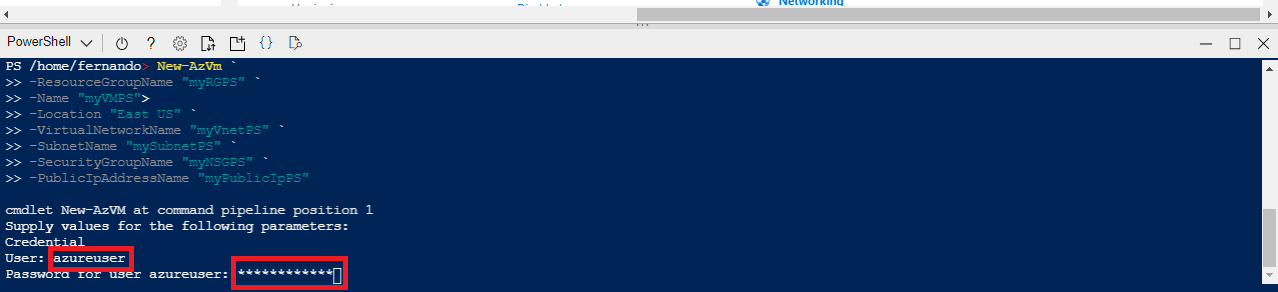 Networking
PowerShell
PS /home/fernando> New-AzVm `
>> -ResourceGroupName "myRGPS" `
>> -Name "myVMPS">
>> -Location "East US" `
>> -VirtualNetworkName "myVnetPS" `
>> -SubnetName "mySubnetPS" `
>> -SecurityGroupName "myNSGPS" `
>> -PublicIpAddressName "myPublicIpPS"
cmdlet New-AzVM at command pipeline position 1
Supply values for the following parameters:
Credential
User: azureuser
Password for user azureuser: ************